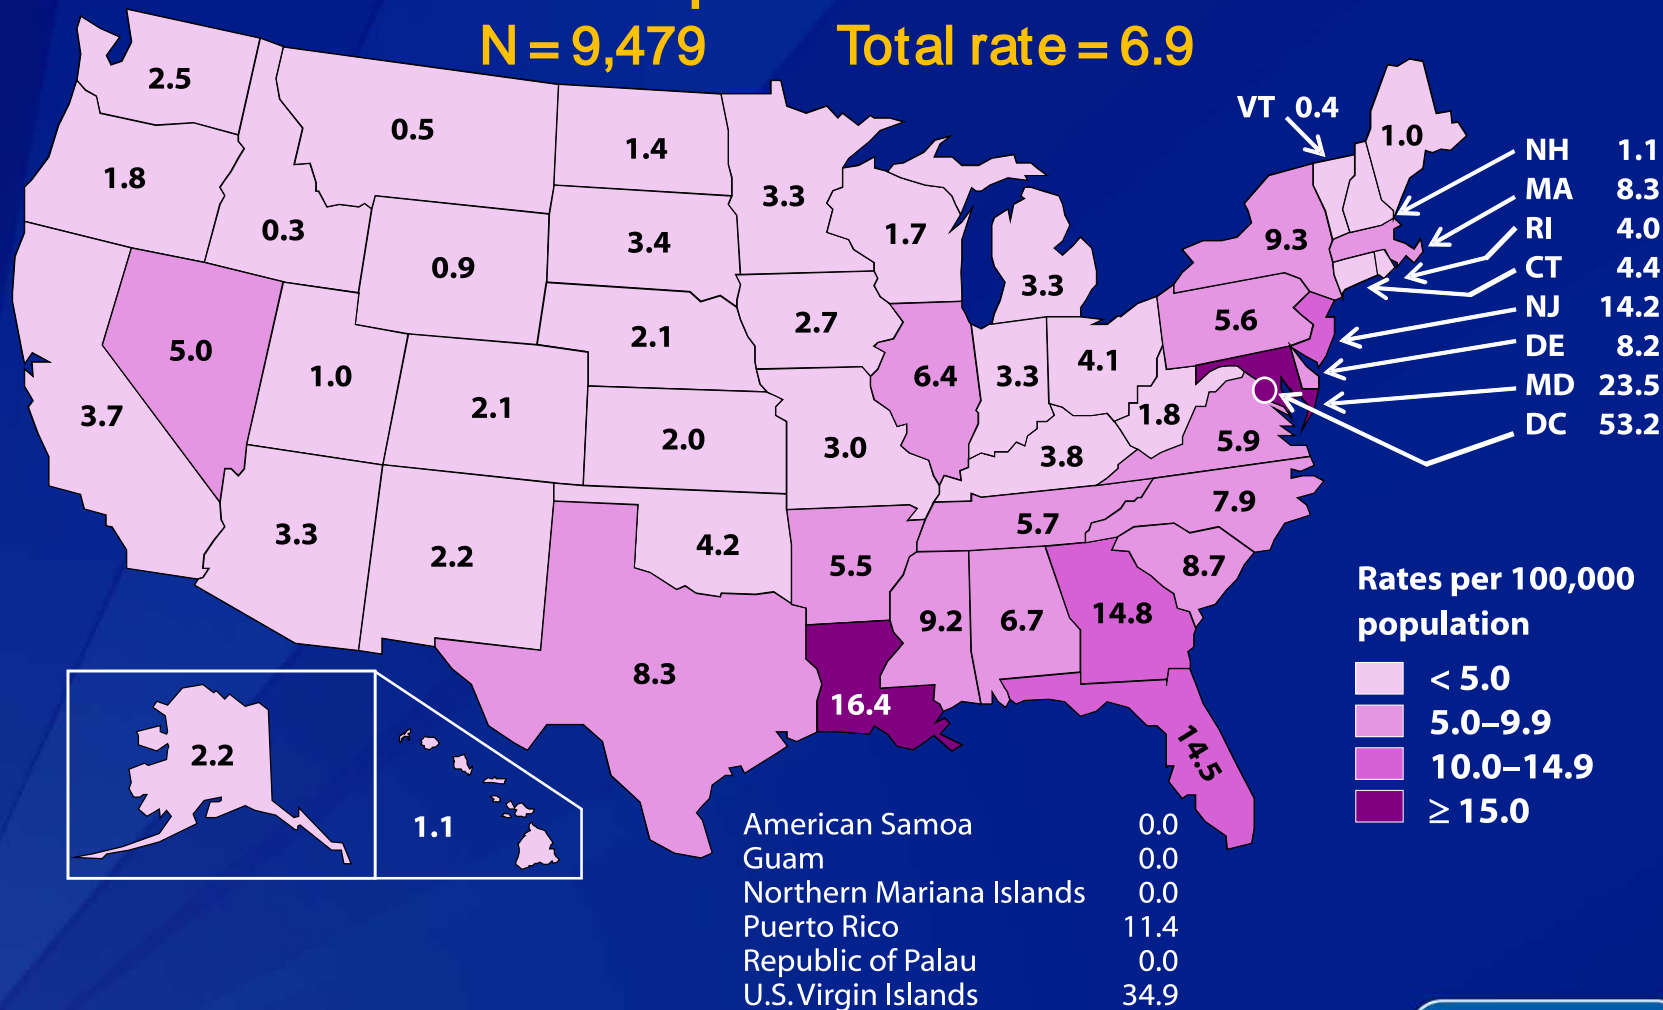 N = 9,479 Total rate = 6.9
2.5
0.5
1.4
VT 0.4
1.0
NH 1.1
1.8
3.3
MA 8.3
0.3
3.4
1.7
9.3
RI 4.0
0.9
3.3
CT 4.4
5.0
2.1
2.7
5.6
NJ 14.2
1.0
6.4
3.3
4.1
DE 8.2
3.7
2.1
2.0
3.0
1.8
MD 23.5
3.8
5.9
DC 53.2
3.3
2.2
4.2
5.5
5.7
7.9
8.7
8.3
16.4
9.2
6.7
14.8
14.5
Rates per 100,000
population
< 5.0
5.0–9.9
10.0–14.9
≥ 15.0
2.2
1.1
American Samoa 0.0
Guam 0.0
Northern Mariana Islands 0.0
Puerto Rico 11.4
Republic of Palau 0.0
U.S. Virgin Islands 34.9